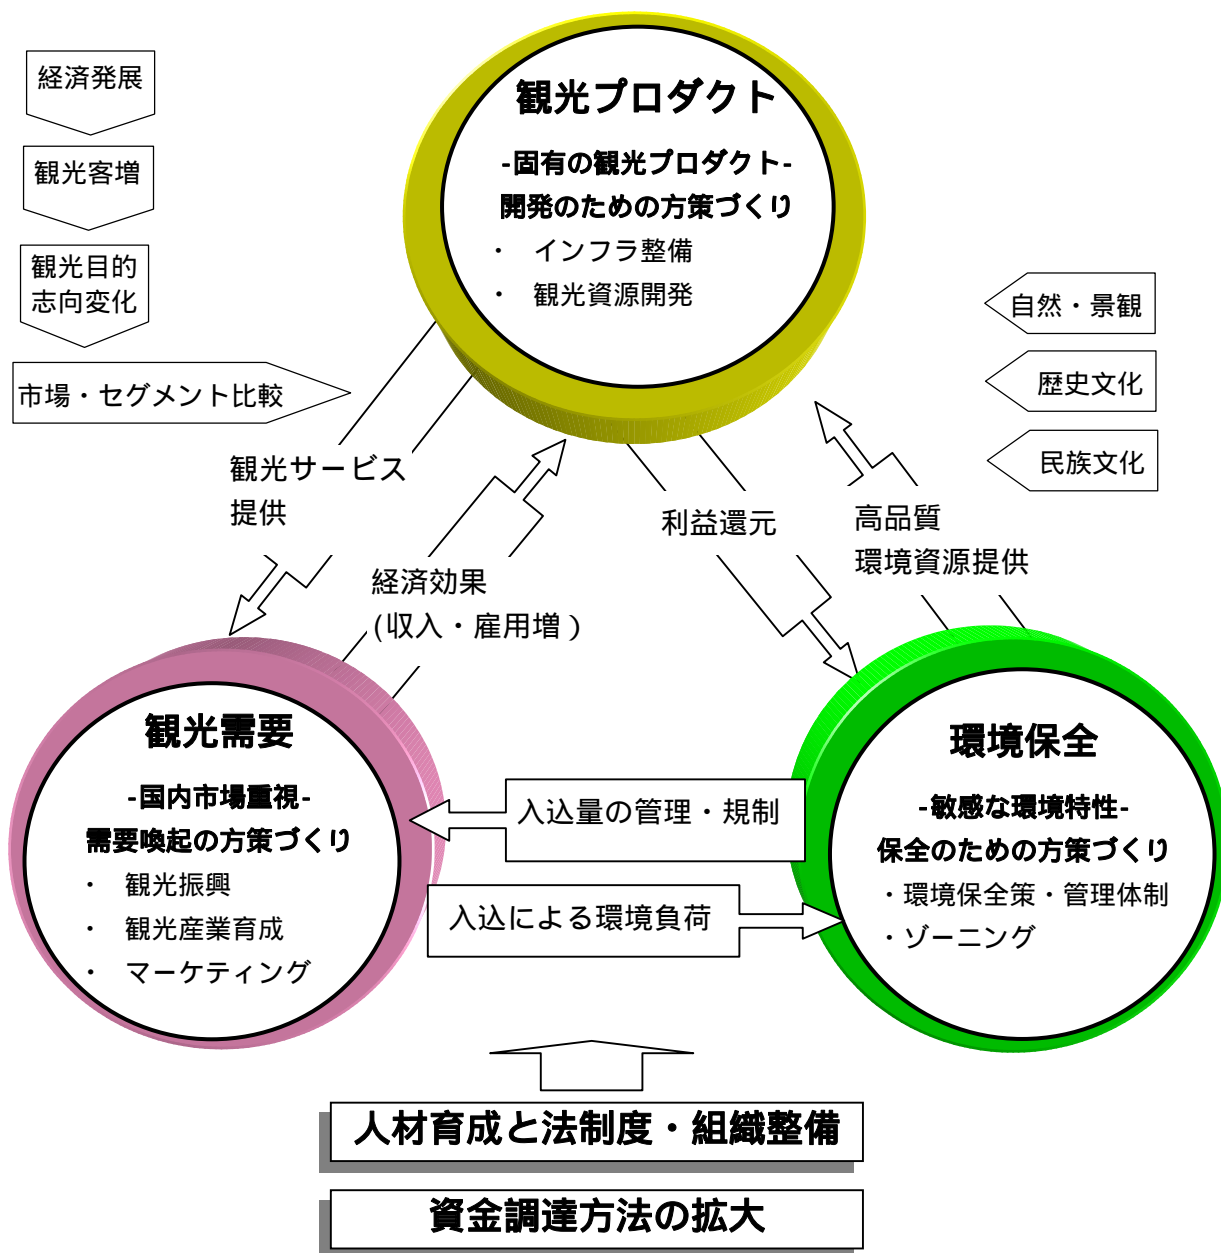 経済発展
観光客増
観光目的
志向変化
市場・セグメント比較
観光プロダクト
-固有の観光プロダクト-
開発のための方策づくり
・ インフラ整備
・ 観光資源開発
自然・景観
歴史文化
民族文化
観光サービス
提供
経済効果
(収入・雇用増)
利益還元
高品質
環境資源提供
観光需要
-国内市場重視-
需要喚起の方策づくり
・ 観光振興
・ 観光産業育成
・ マーケティング
入込量の管理・規制
入込による環境負荷
環境保全
-敏感な環境特性-
保全のための方策づくり
・環境保全策・管理体制
・ゾーニング
人材育成と法制度・組織整備
資金調達方法の拡大